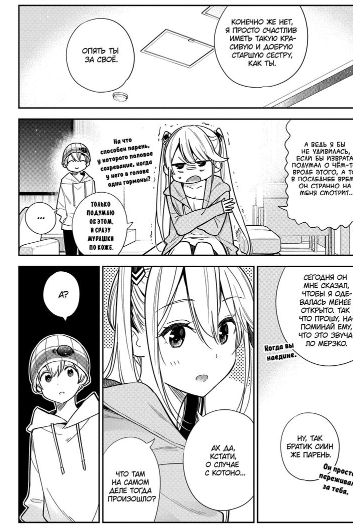 КОНЕЧНО ЖЕ НЕТ,
Я ПРОСТО СЧАСТЛИВ
ИМЕТЬ ТАКУЮ КРА-
СИВУЮ И ДОБРУЮ
СТАРШУЮ СЕСТРУ,
КАК ТЫ.
ОПЯТЬ ТЫ
ЗА СВОЁ.
А ВЕДЬ Я БЫ
НЕ УДИВИЛАСЬ,
ЕСЛИ БЫ ИЗВРАТ
ПОДУМАЛ О ЧЁМ-Т
ВРОДЕ ЭТОГО, А ТО
В ПОСЛЕДНЕЕ ВРЕМ
ОН СТРАННО НА
МЕНЯ СМОТРИТ...
На что
способен парень,
у которого половое
созревание, когда
у него в голове
одни гормоны?
ТОЛЬКО
ПОДУМАЮ
ОБ ЭТОМ,
И СРАЗУ
МУРАШКИ
ПО КОЖЕ.
...
СЕГОДНЯ ОН
МНЕ СКАЗАЛ,
ЧТОБЫ Я ОДЕ-
ВАЛАСЬ МЕНЕЕ
ОТКРЫТО. ТАК
ЧТО ПРОШУ, НА-
ПОМИНАЙ ЕМУ,
ЧТО ЭТО ЗВУЧА
ЛО МЕРЗКО.
Когда вы
наедине.
НУ, ТАК
БРАТИК СИИН
ЖЕ ПАРЕНЬ.
Он просто
пережива
за тебя.
АХ ДА,
КСТАТИ,
О СЛУЧАЕ
С КОТОНО...
ЧТО ТАМ
НА САМОМ
ДЕЛЕ ТОГДА
ПРОИЗОШЛО?
А?